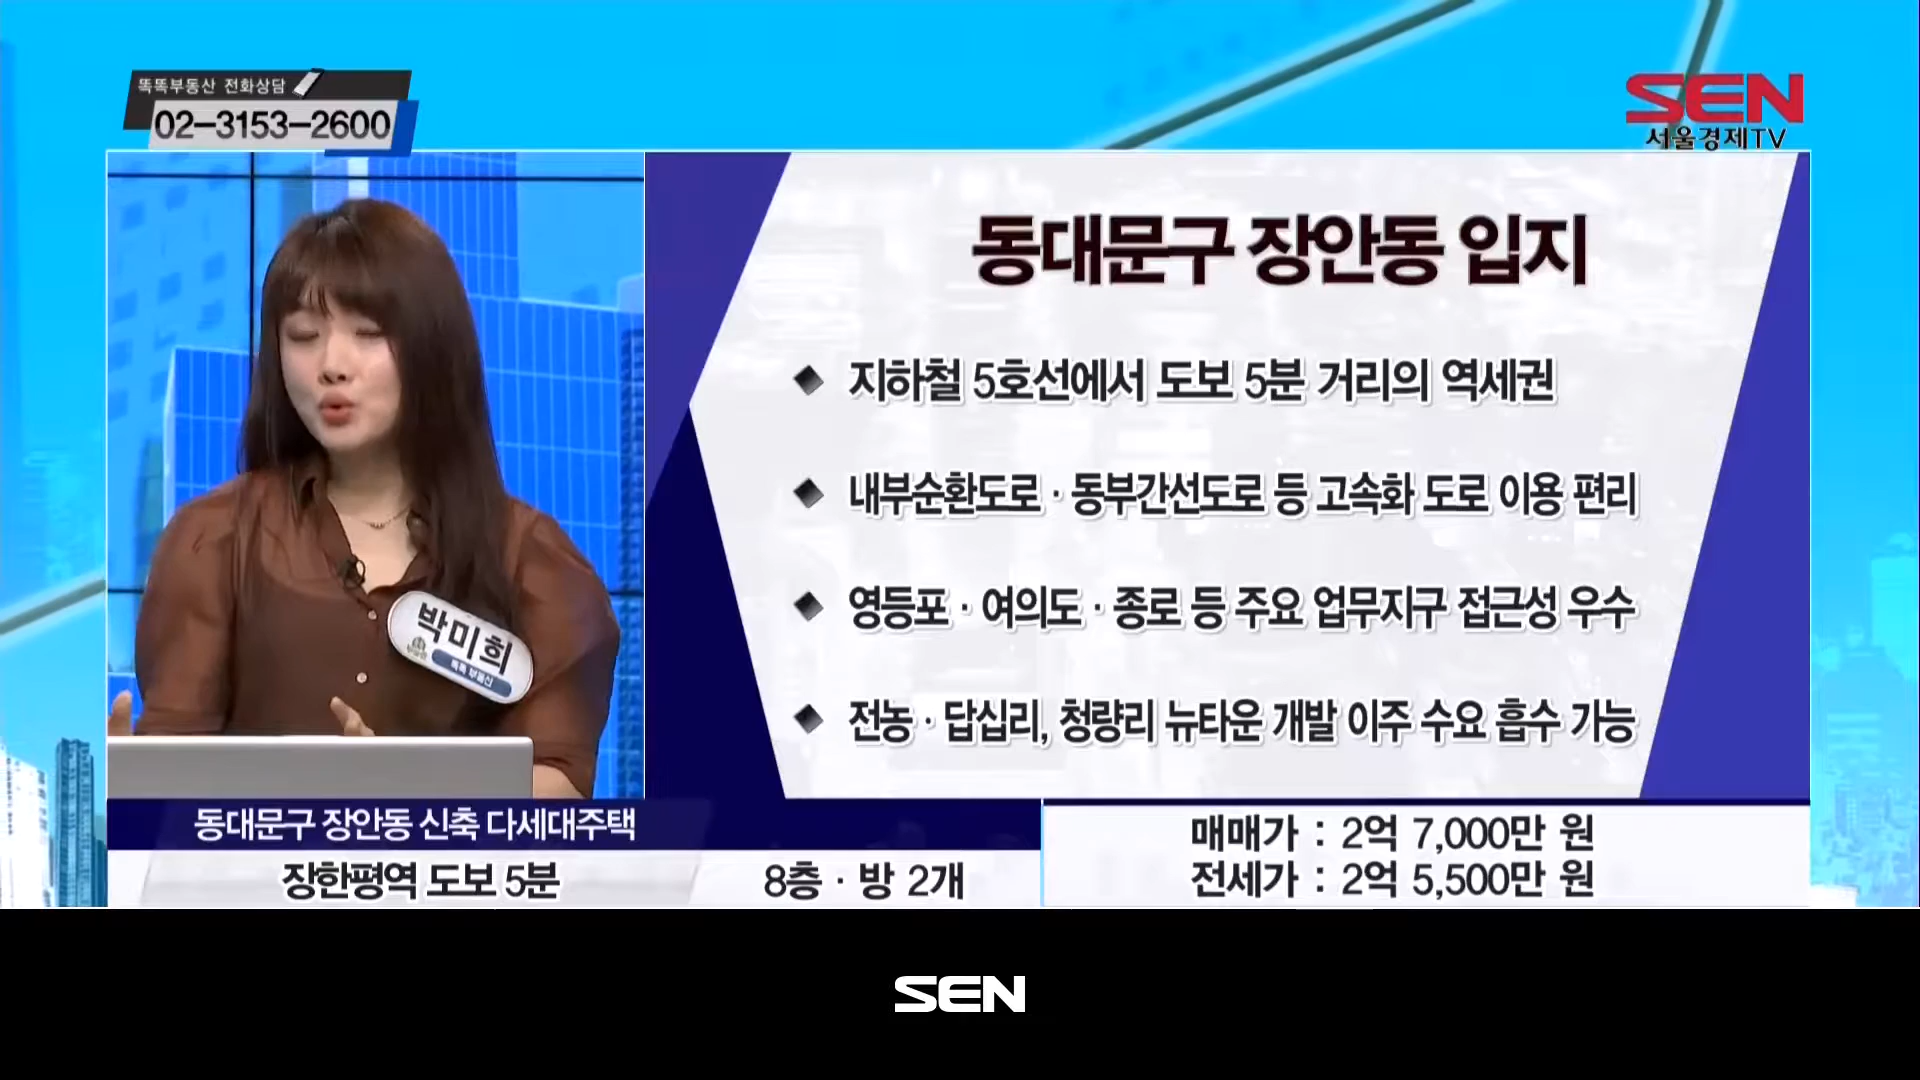 똑똑부동산 전화상담
02-3153-2600
SEN
서울경제TV
동대문구 장안동 입지
지하철 5호선에서 도보 5분 거리의 역세권
내부순환도로 · 동부간선도로 등 고속화 도로 이용 편리
영등포 · 여의도 · 종로 등 주요 업무지구 접근성 우수
전농 · 답십리, 청량리 뉴타운 개발 이주 수요 흡수 가능
박미희
똑똑 부동산
동대문구 장안동 신축 다세대주택
장한평역 도보 5분
8층 · 방 2개
매매가 : 2억 7,000만 원
전세가 : 2억 5,500만 원
SEN